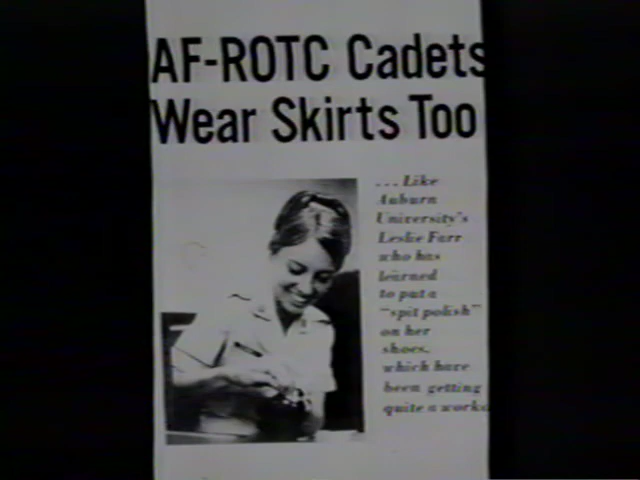 AF-ROTC Cadets
Wear Skirts Too
...Like
Auburn
University's
Leslie Farr
who has
learned
to put a
"spit polish"
on her
shoes,
which have
been getting
quite a work